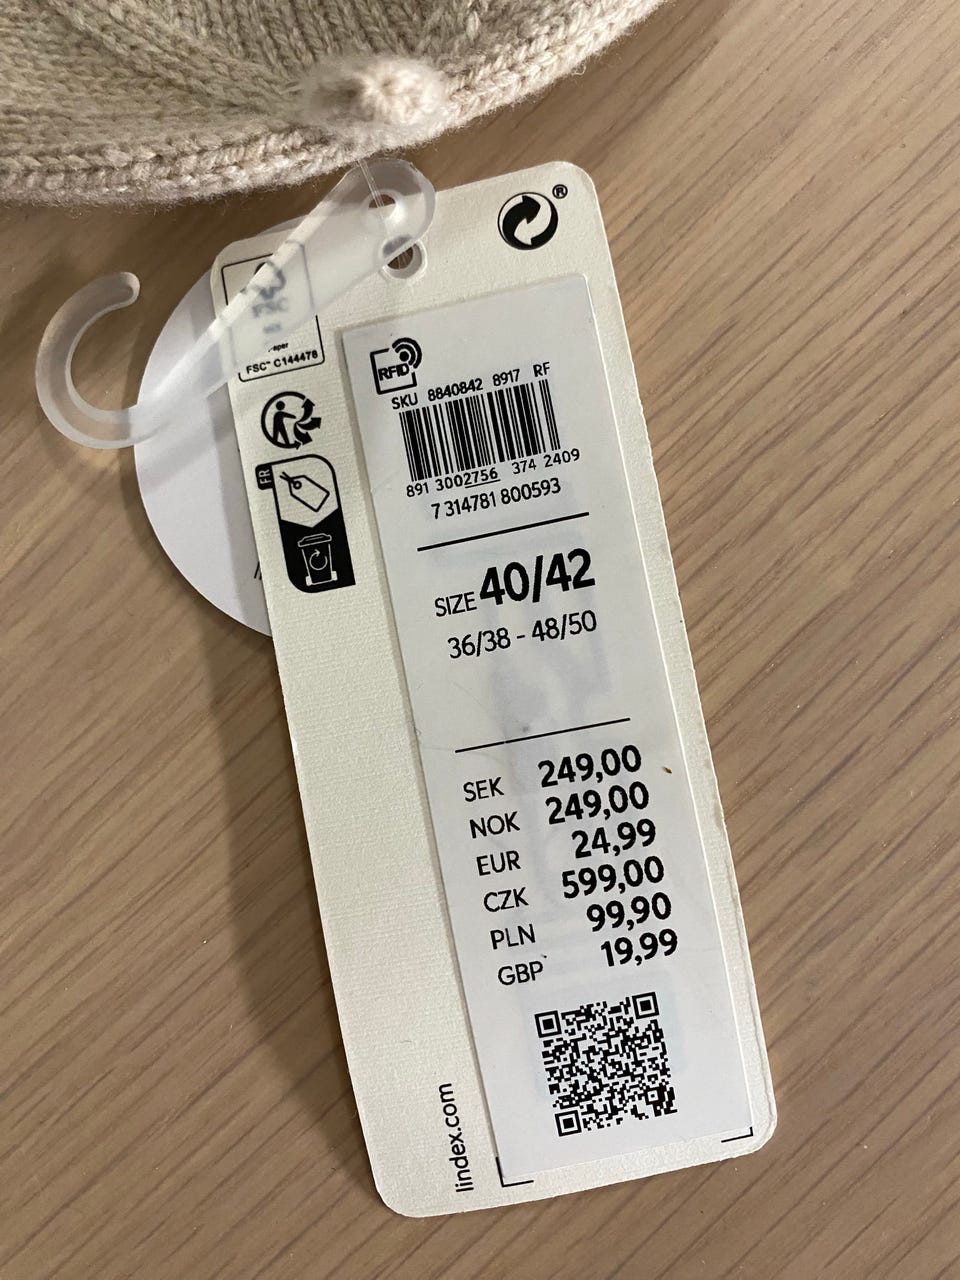 ®
FSC™ C144478
FR
RFID
SKU 8840842 8917 RF
891 3002756 374 2409
7 314781 800593
SIZE 40/42
36/38 - 48/50
SEK 249,00
NOK 249,00
EUR 24,99
CZK 599,00
PLN 99,90
GBP 19,99
lindex.com